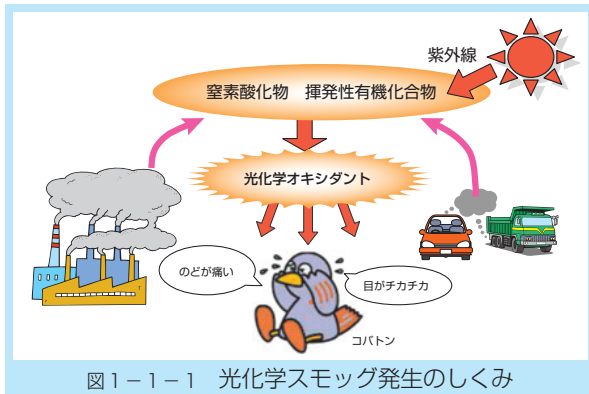 紫外線
窒素酸化物　揮発性有機化合物
光化学オキシダント
のどが痛い
目がチカチカ
コバトン
図１－１－１　光化学スモッグ発生のしくみ